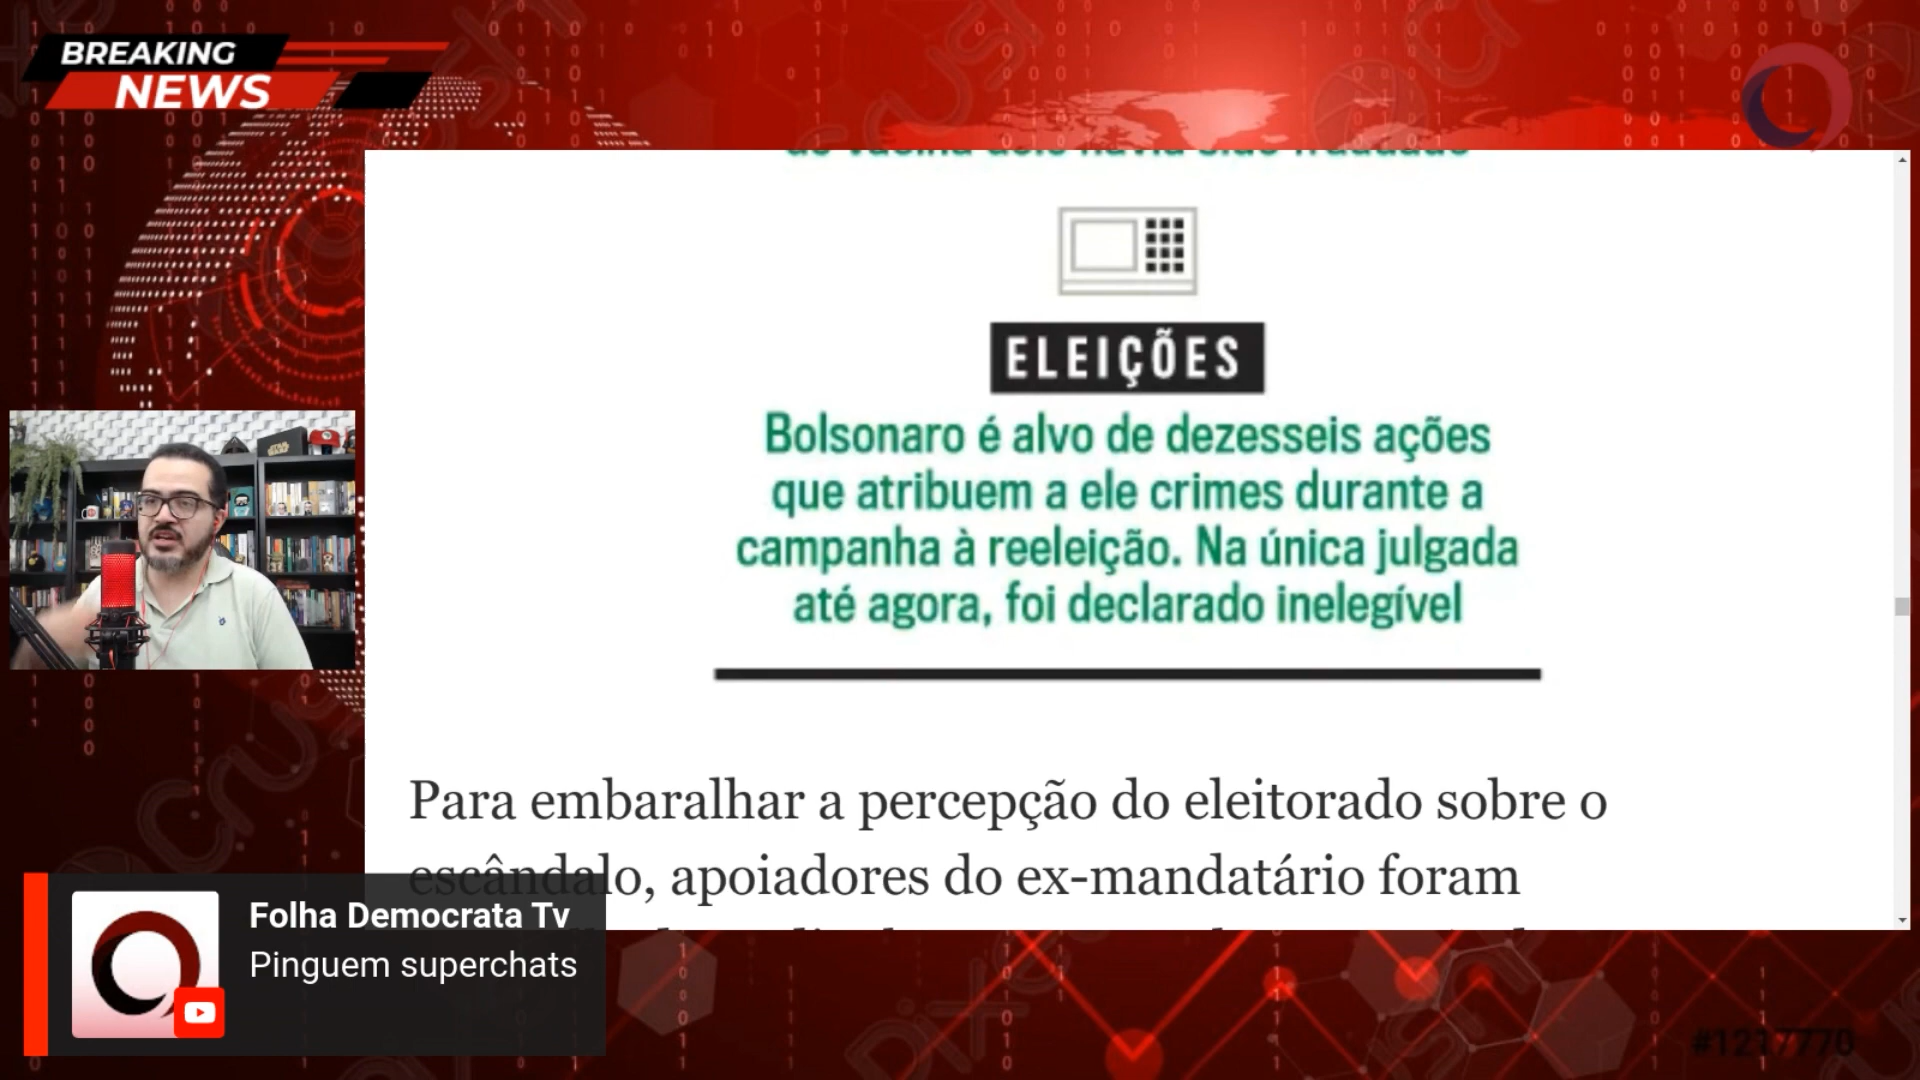 BREAKING
NEWS
ELEIÇÕES
Bolsonaro é alvo de dezesseis ações
que atribuem a ele crimes durante a
campanha à reeleição. Na única julgada
até agora, foi declarado inelegível
Para embaralhar a percepção do eleitorado sobre o
escândalo, apoiadores do ex-mandatário foram
Folha Democrata Tv
Pinguem superchats
#1217770